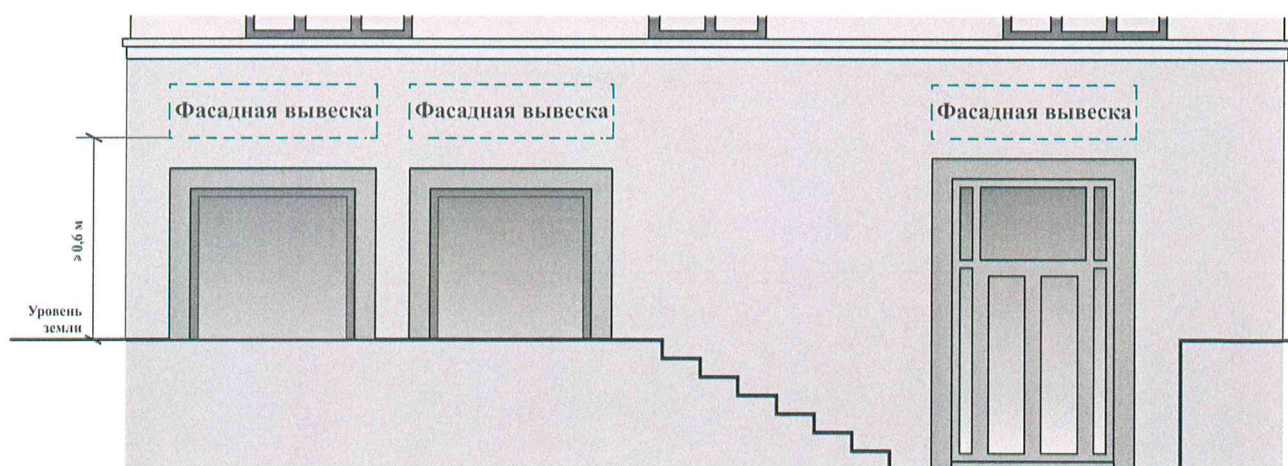 Фасадная вывеска
Фасадная вывеска
Фасадная вывеска
≥0,6 м
Уровень
земли